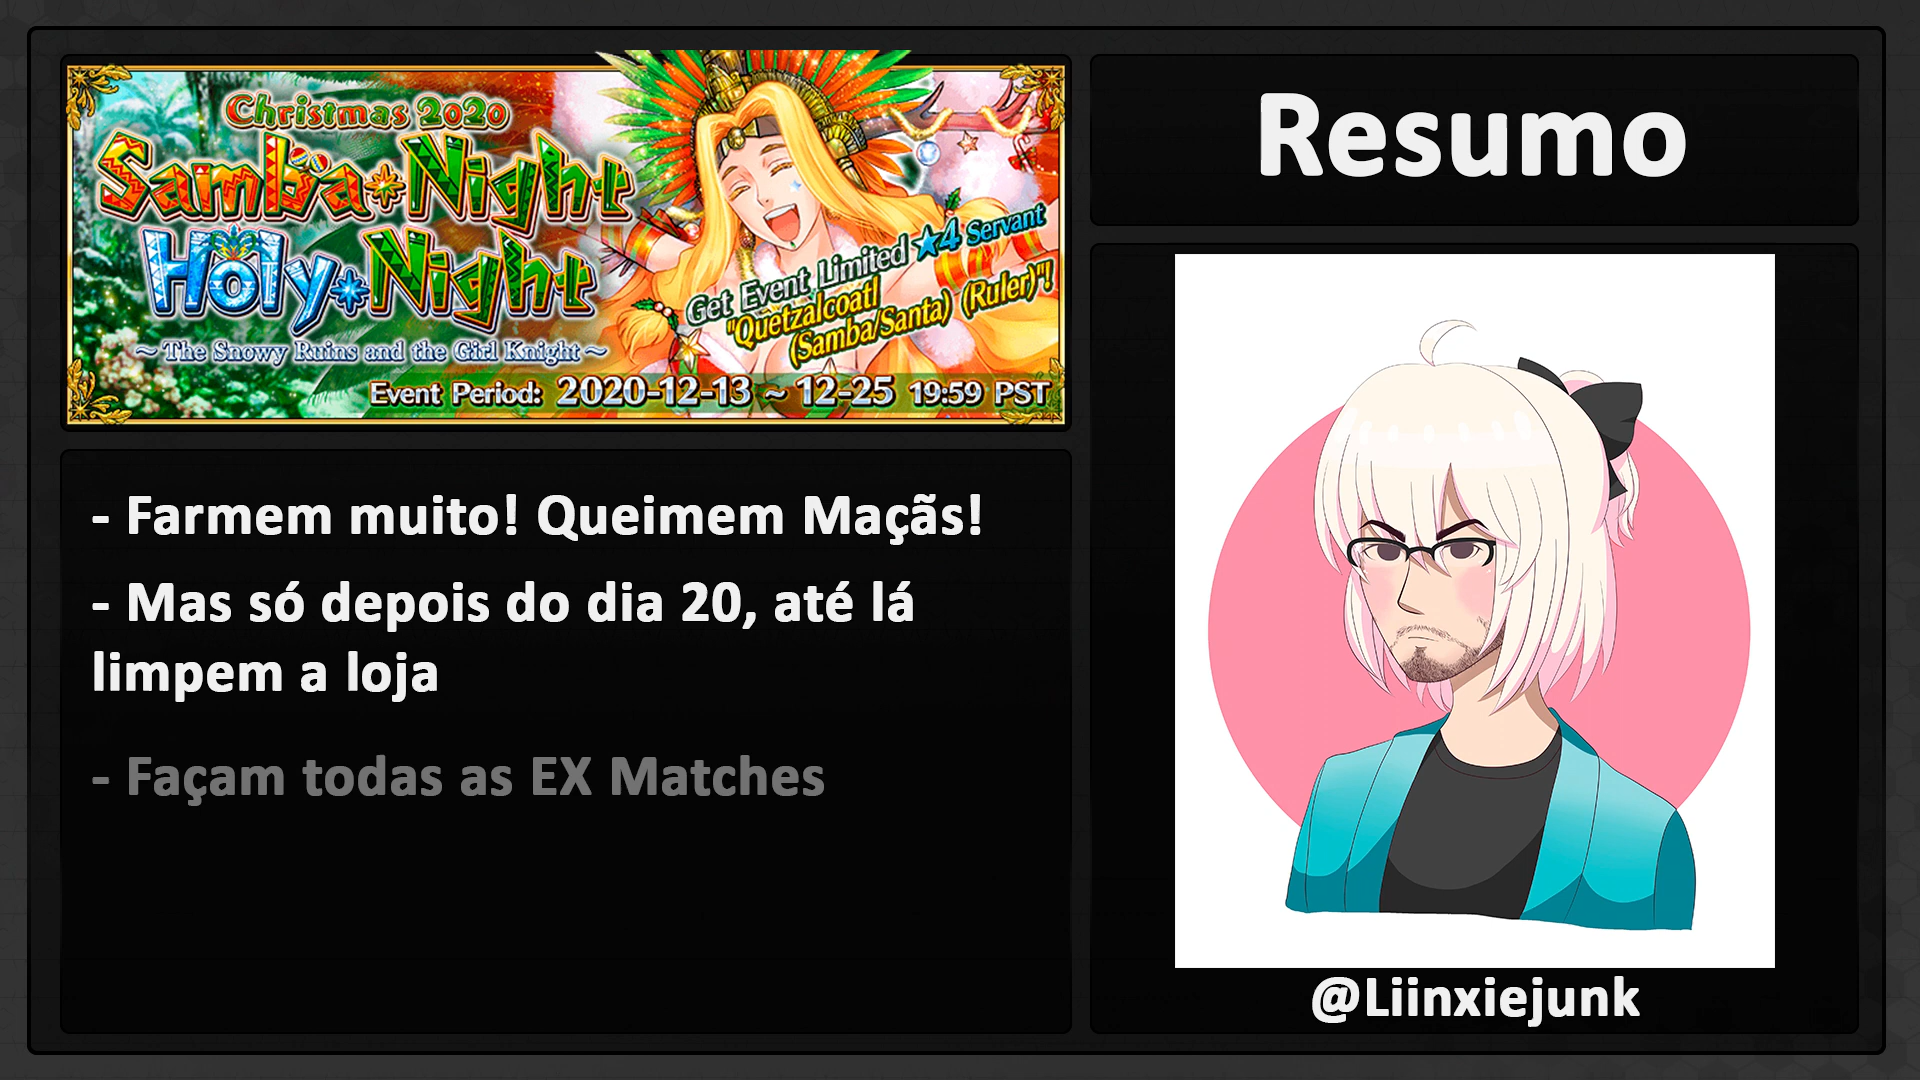 Christmas 2020
Samba Night
Holy Night
~The Snowy Ruins and the Girl Knight~
Get Event Limited ★4 Servant
"Quetzalcoatl
(Samba/Santa) (Ruler)"!
Event Period: 2020-12-13 ~ 12-25 19:59 PST
Resumo
- Farmem muito! Queimem Maçãs!
- Mas só depois do dia 20, até lá
limpem a loja
- Façam todas as EX Matches
@Liinxiejunk